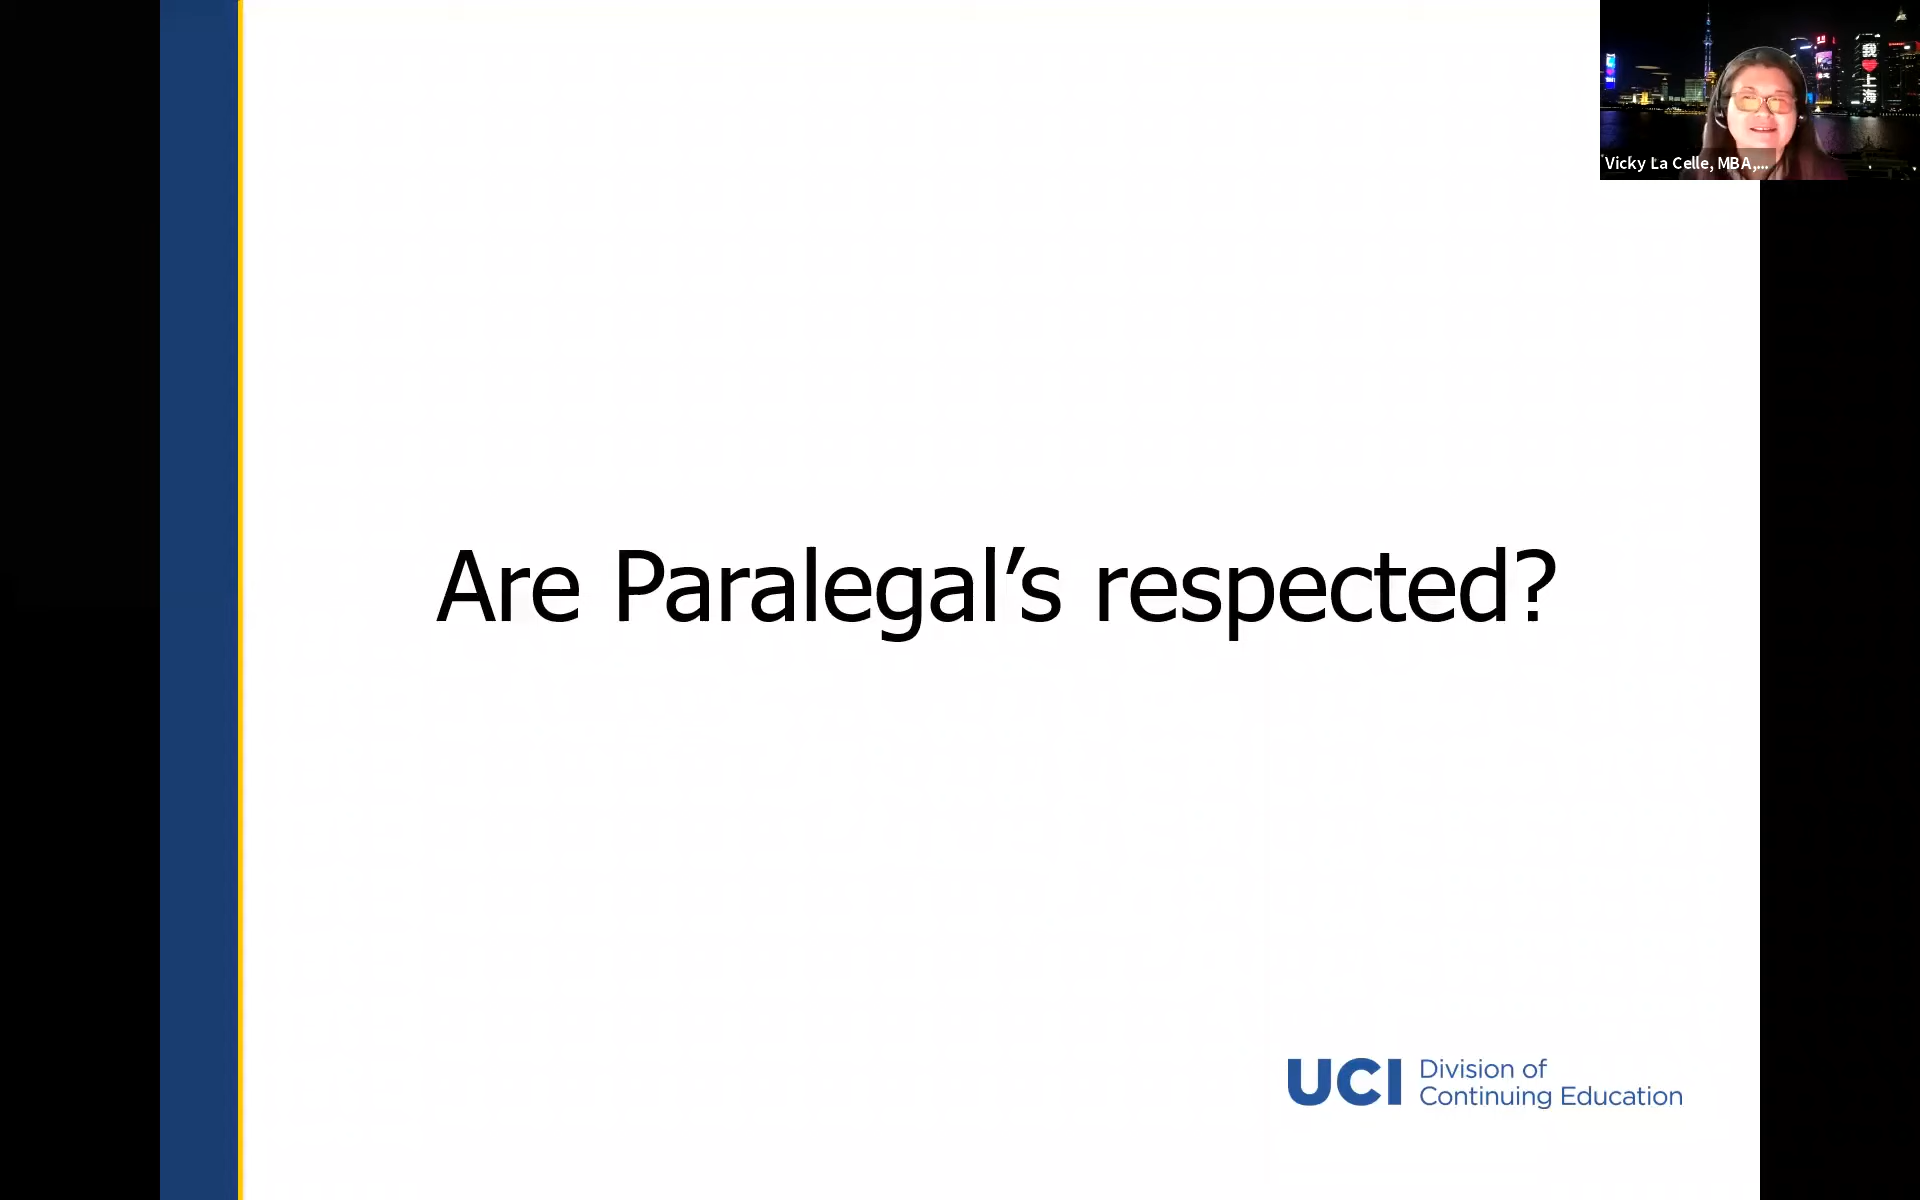 我
上
海
Vicky La Celle, MBA,...
Are Paralegal’s respected?
UCI
Division of
Continuing Education